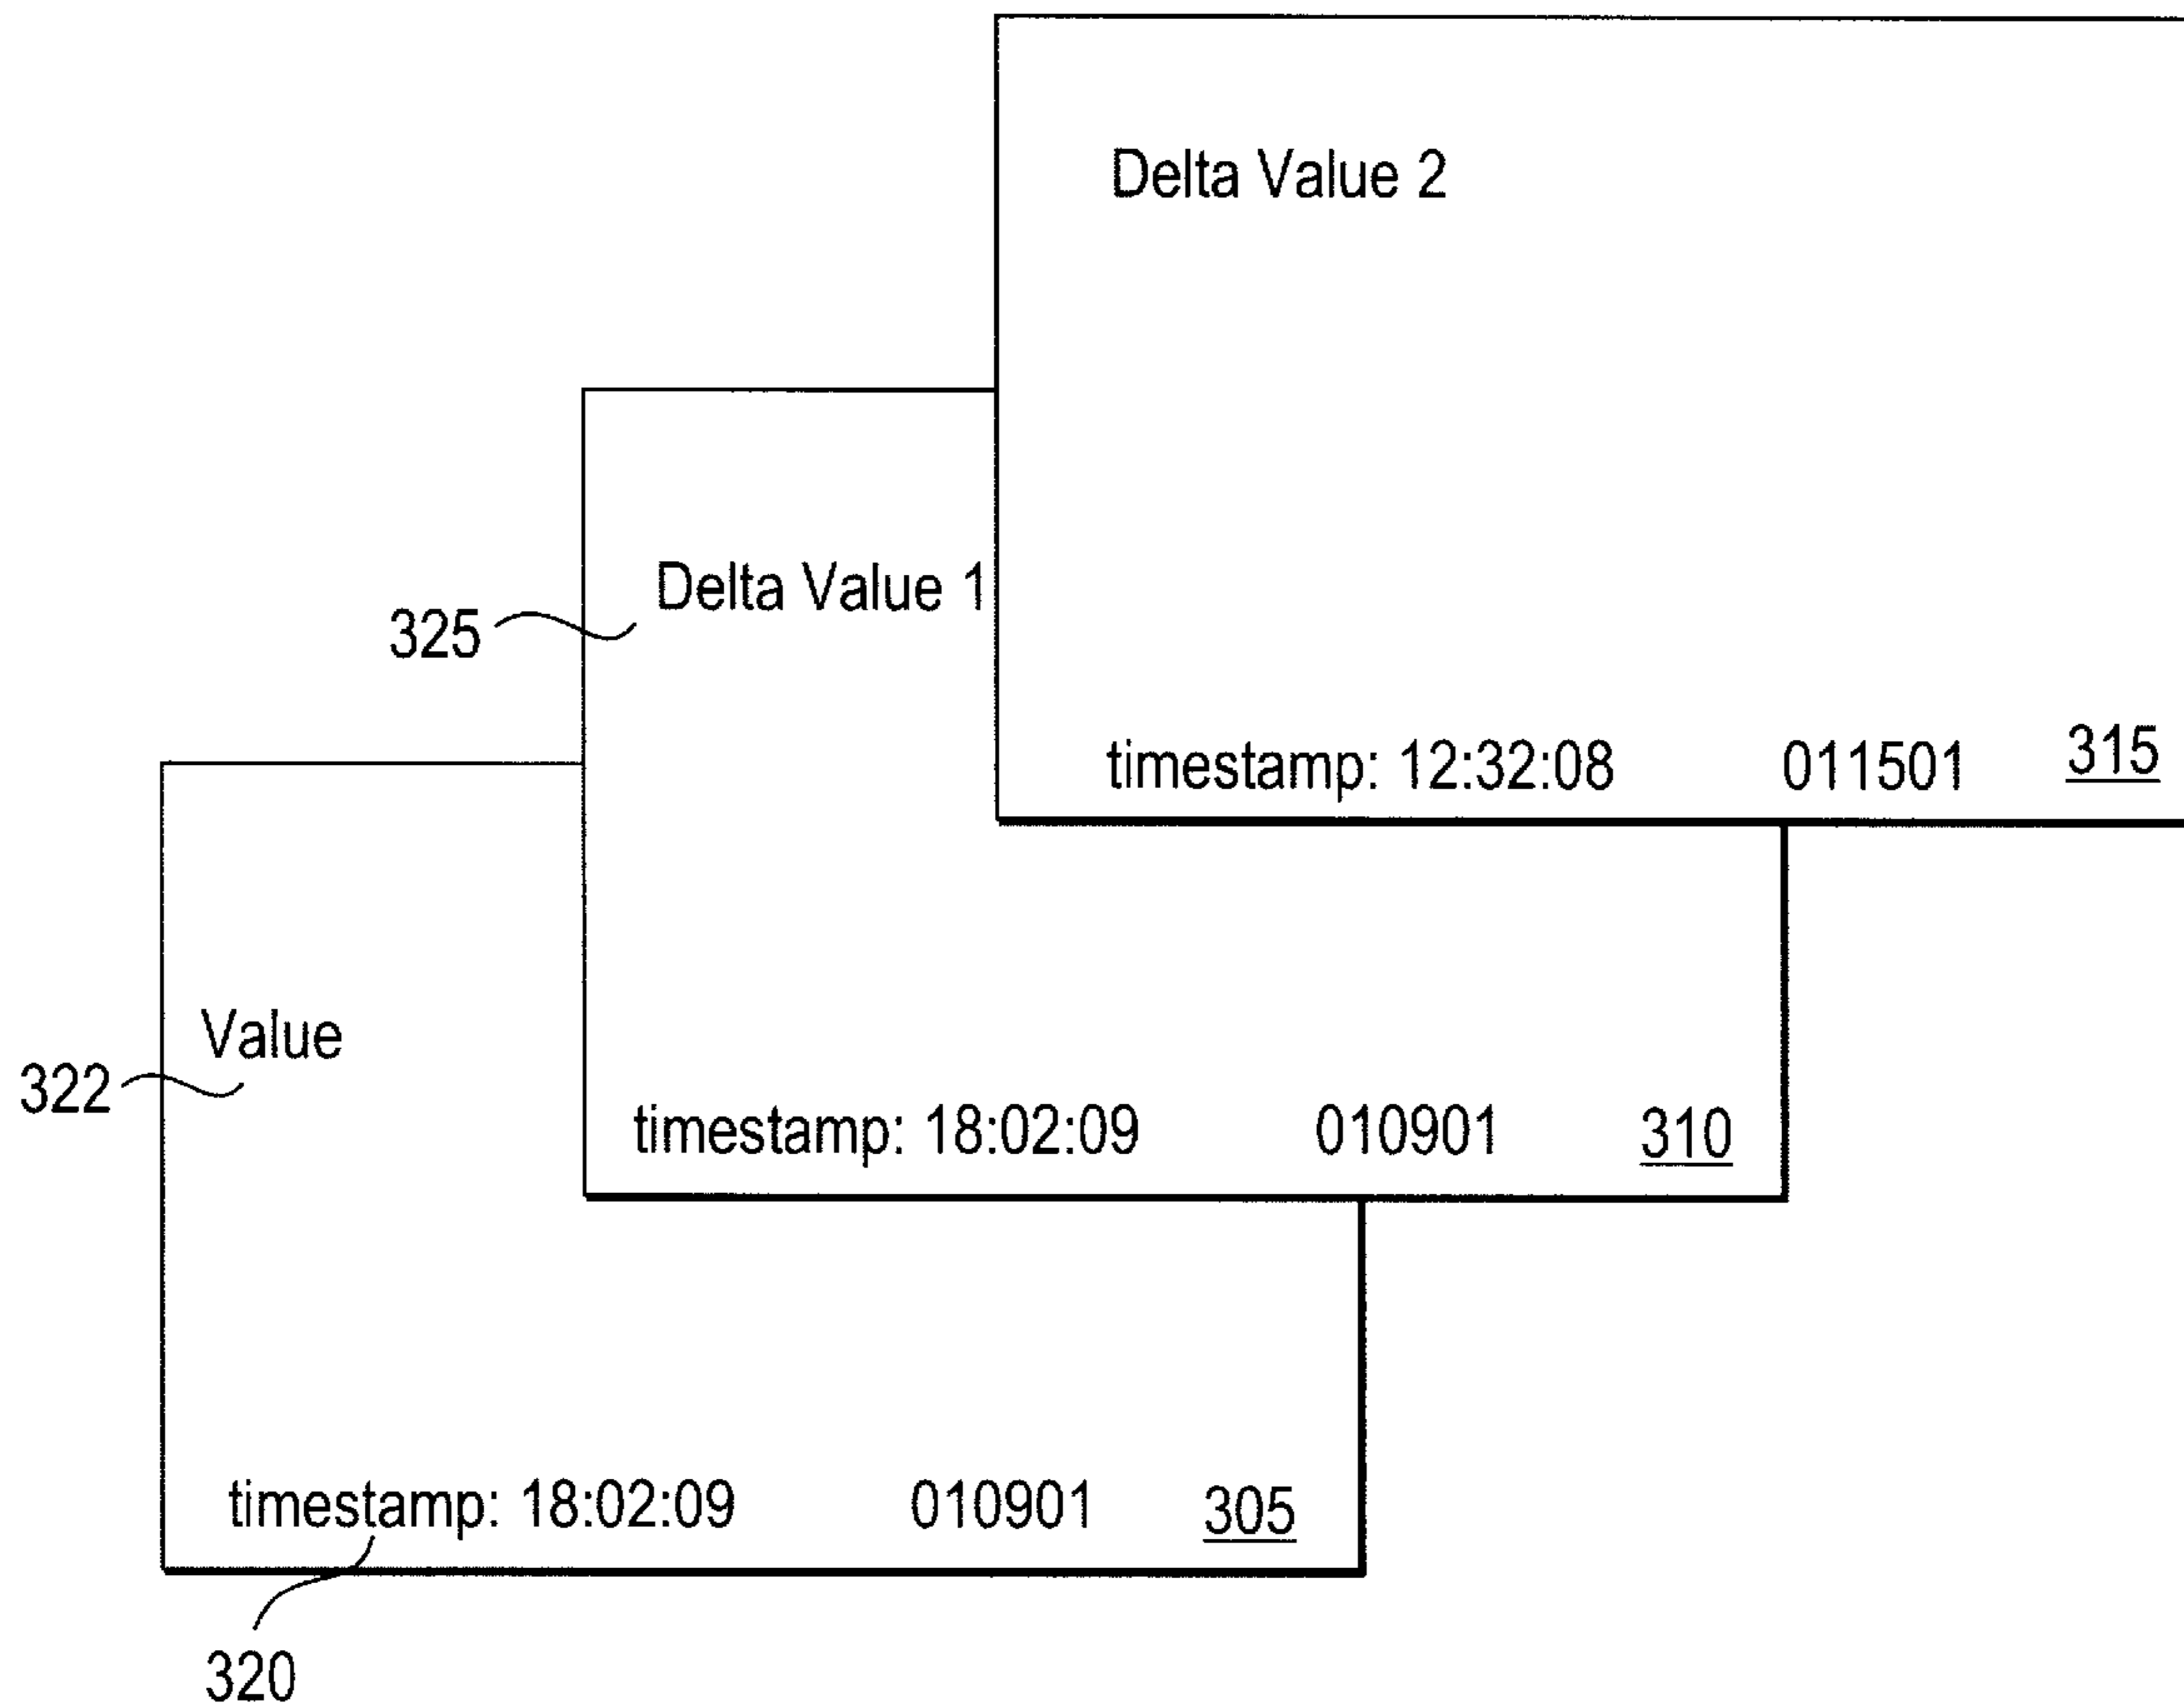 Delta Value 2
timestamp: 12:32:08 011501 315
Delta Value 1
325
timestamp: 18:02:09 010901 310
Value
322
timestamp: 18:02:09 010901 305
320